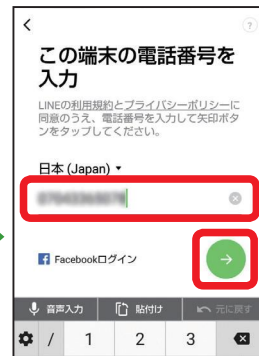 この端末の電話番号を
入力
LINEの利用規約とプライバシーポリシーに
同意のうえ、電話番号を入力して矢印ボタ
ンをタップしてください。
日本 (Japan)
Facebookログイン
音声入力 貼付け 元に戻す
/ 1 2 3